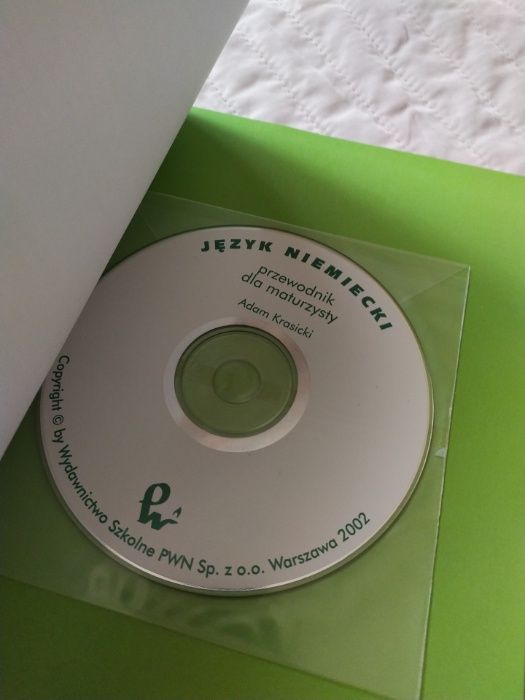 JĘZYK NIEMIECKI
przewodnik
dla maturzysty
Adam Krasicki
Copyright © by Wydawnictwo Szkolne PWN Sp. z o.o. Warszawa 2002